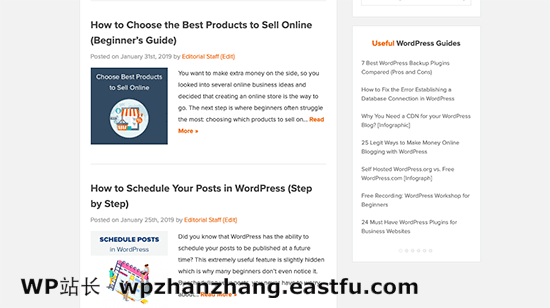 How to Choose the Best Products to Sell Online
(Beginner's Guide)
Posted on January 31st, 2019 by Editorial Staff (Edit)
Choose Best Products
to Sell Online
You want to make extra money on the side, so you
looked into several online business ideas and
decided that creating an online store is the way to
go. The next step is where beginners often struggle
the most: choosing which products to sell on... Read
More »
How to Schedule Your Posts in WordPress (Step
by Step)
Posted on January 25th, 2019 by Editorial Staff (Edit)
SCHEDULE POSTS
in WordPress
Did you know that WordPress has the ability to
schedule your posts to be published at a future
time? This extremely useful feature is slightly hidden
which is why many beginners don't even notice it.
about... Read More »
Useful WordPress Guides
7 Best WordPress Backup Plugins
Compared (Pros and Cons)
How to Fix the Error Establishing a
Database Connection in WordPress
Why You Need a CDN for your WordPress
Blog? [Infographic]
25 Legit Ways to Make Money Online
Blogging with WordPress
Self Hosted WordPress.org vs. Free
WordPress.com [Infograph]
Free Recording: WordPress Workshop for
Beginners
24 Must Have WordPress Plugins for
Business Websites
WP站长 - wpzhanzhang.eastfu.com